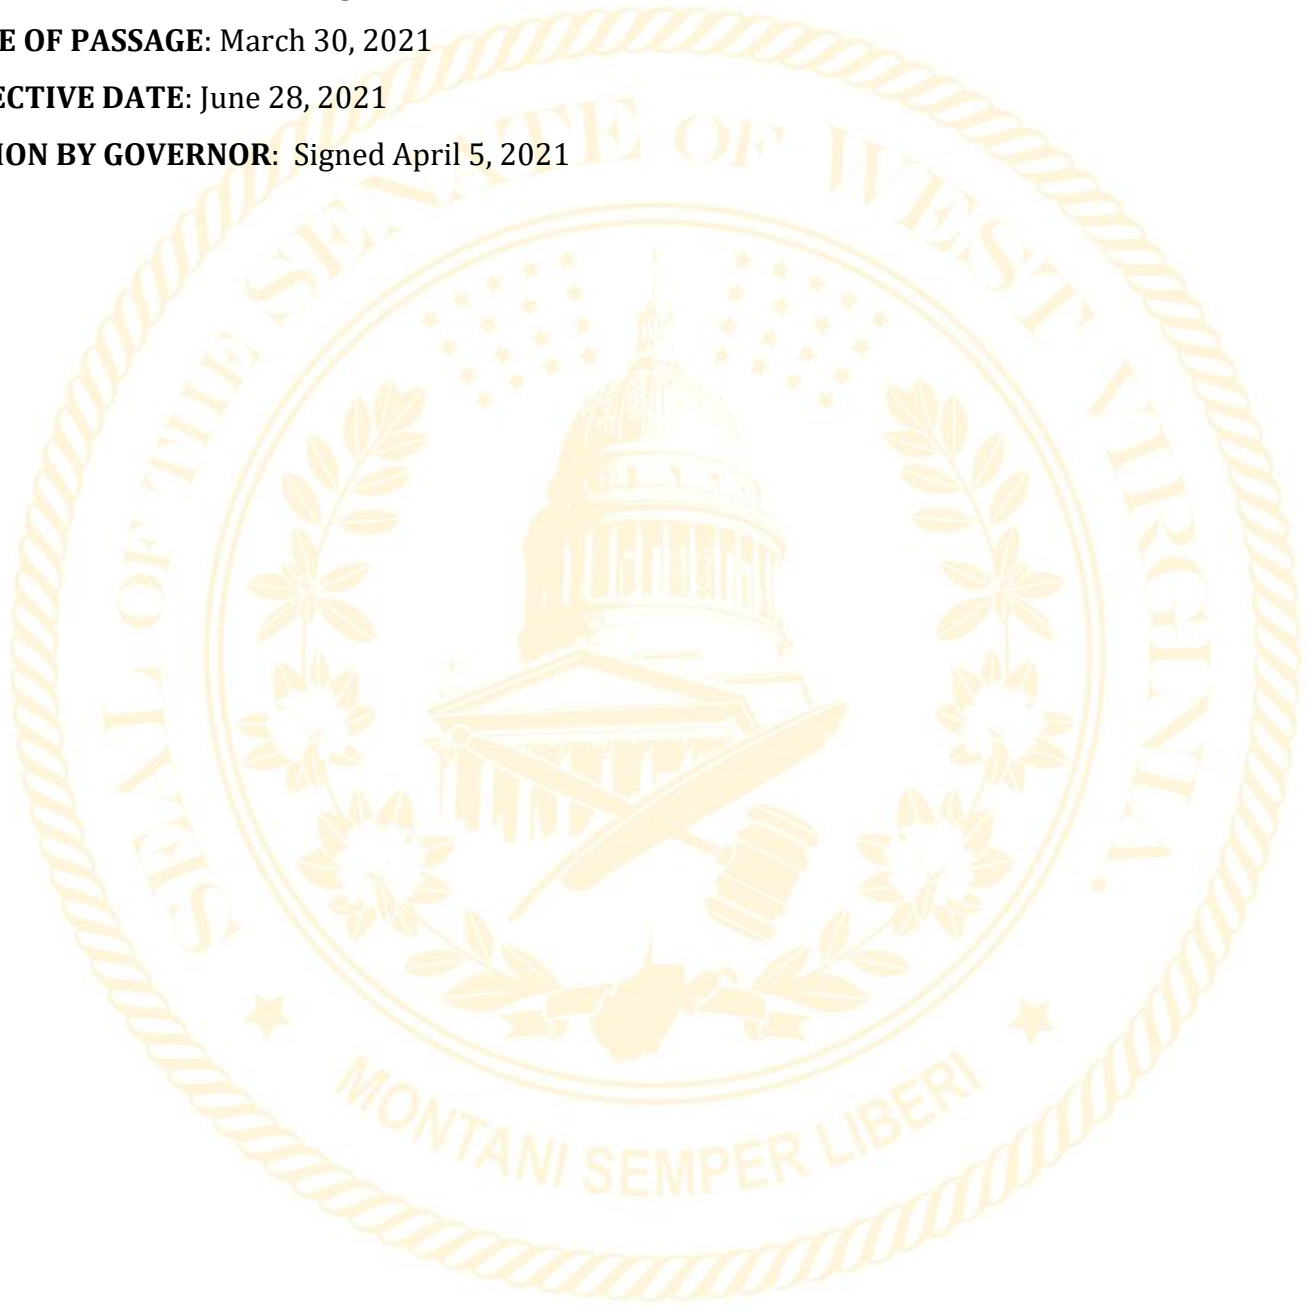 E OF PASSAGE: March 30, 2021
ECTIVE DATE: June 28, 2021
ION BY GOVERNOR: Signed April 5, 2021
SEAL OF THE SENATE OF WEST VIRGINIA.
MONTANI SEMPER LIBERI